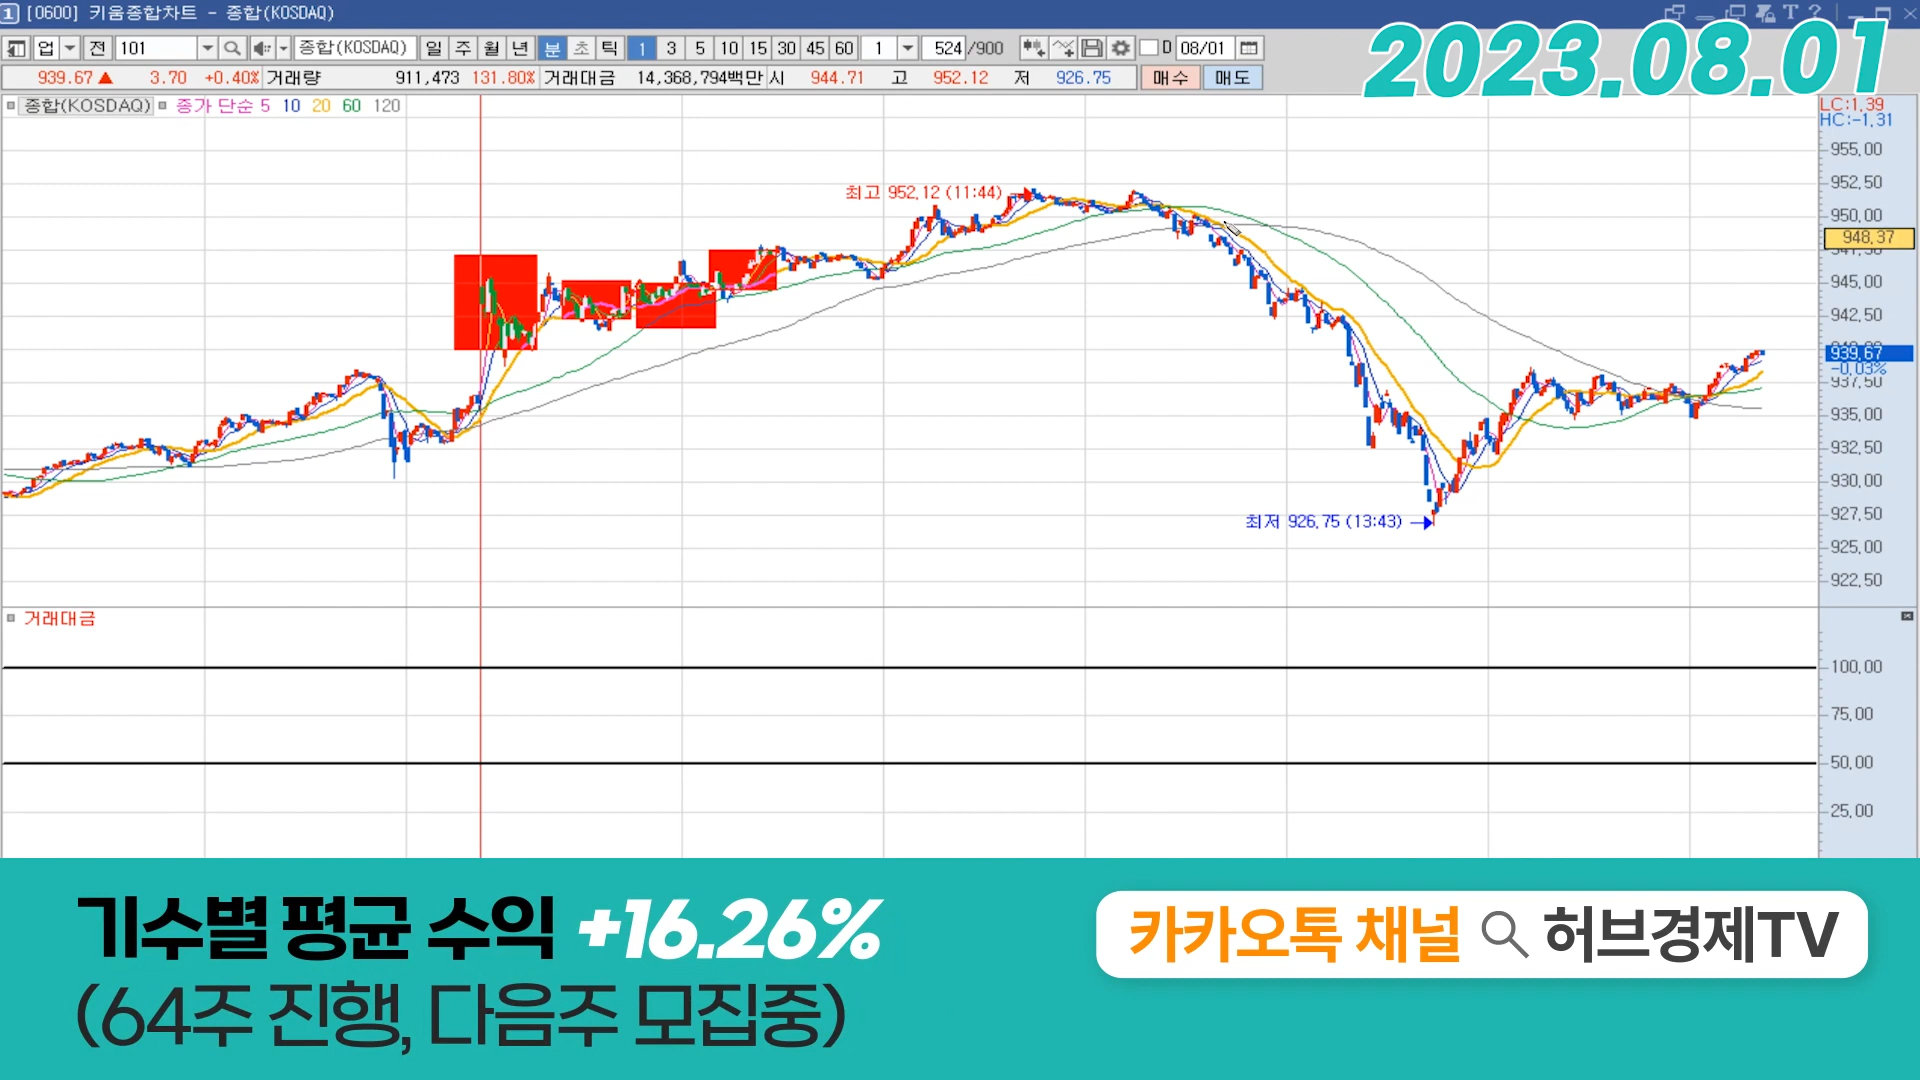 1 [0600] 키움종합차트 - 종합(KOSDAQ)
2023.08.01
업 전 101 종합(KOSDAQ) 일 주 월 년 분 초 틱 1 3 5 10 15 30 45 60 1 524 /900 D 08/01
939.67 ▲ 3.70 +0.40% 거래량 911,473 131.80% 거래대금 14,368,794백만 시 944.71 고 952.12 저 926.75 매수 매도
종합(KOSDAQ) 종가 단순 5 10 20 60 120
LC:1.39
HC:-1.31
955.00
952.50
950.00
948.37
945.00
942.50
939.67
-0.03%
937.50
935.00
932.50
930.00
927.50
925.00
922.50
최고 952.12 (11:44)
최저 926.75 (13:43)
거래대금
100.00
75.00
50.00
25.00
기수별 평균 수익 +16.26%
(64주 진행, 다음주 모집중)
카카오톡 채널 허브경제TV